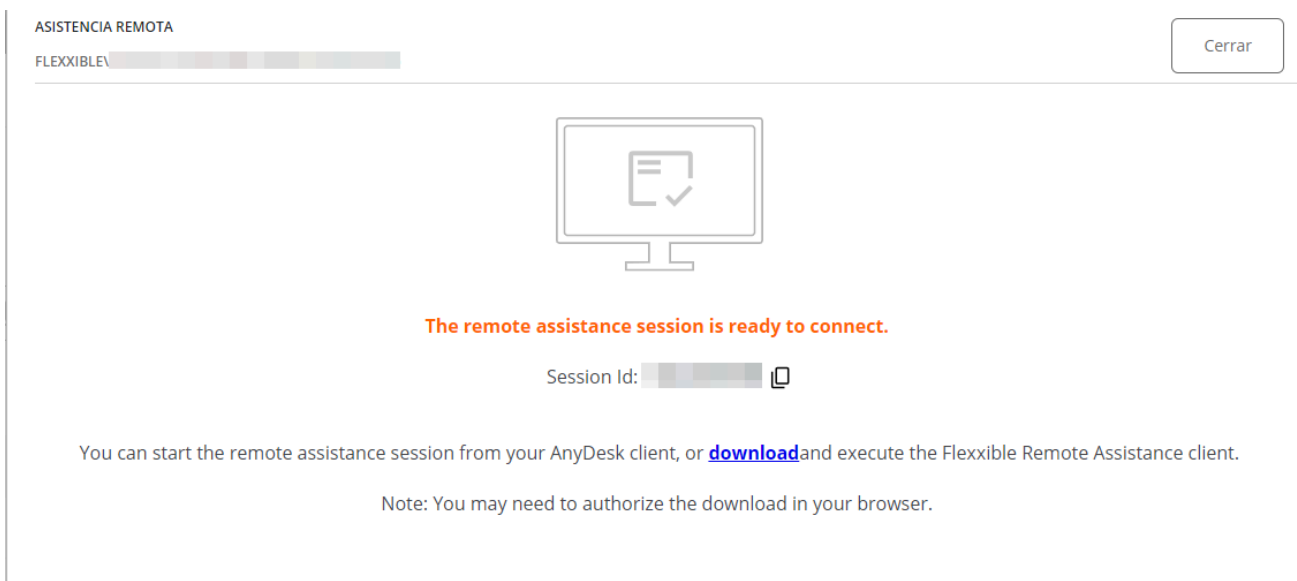 ASISTENCIA REMOTA
Cerrar
FLEXXIBLE\
The remote assistance session is ready to connect.
Session Id:
You can start the remote assistance session from your AnyDesk client, or downloadand execute the Flexxible Remote Assistance client.
Note: You may need to authorize the download in your browser.